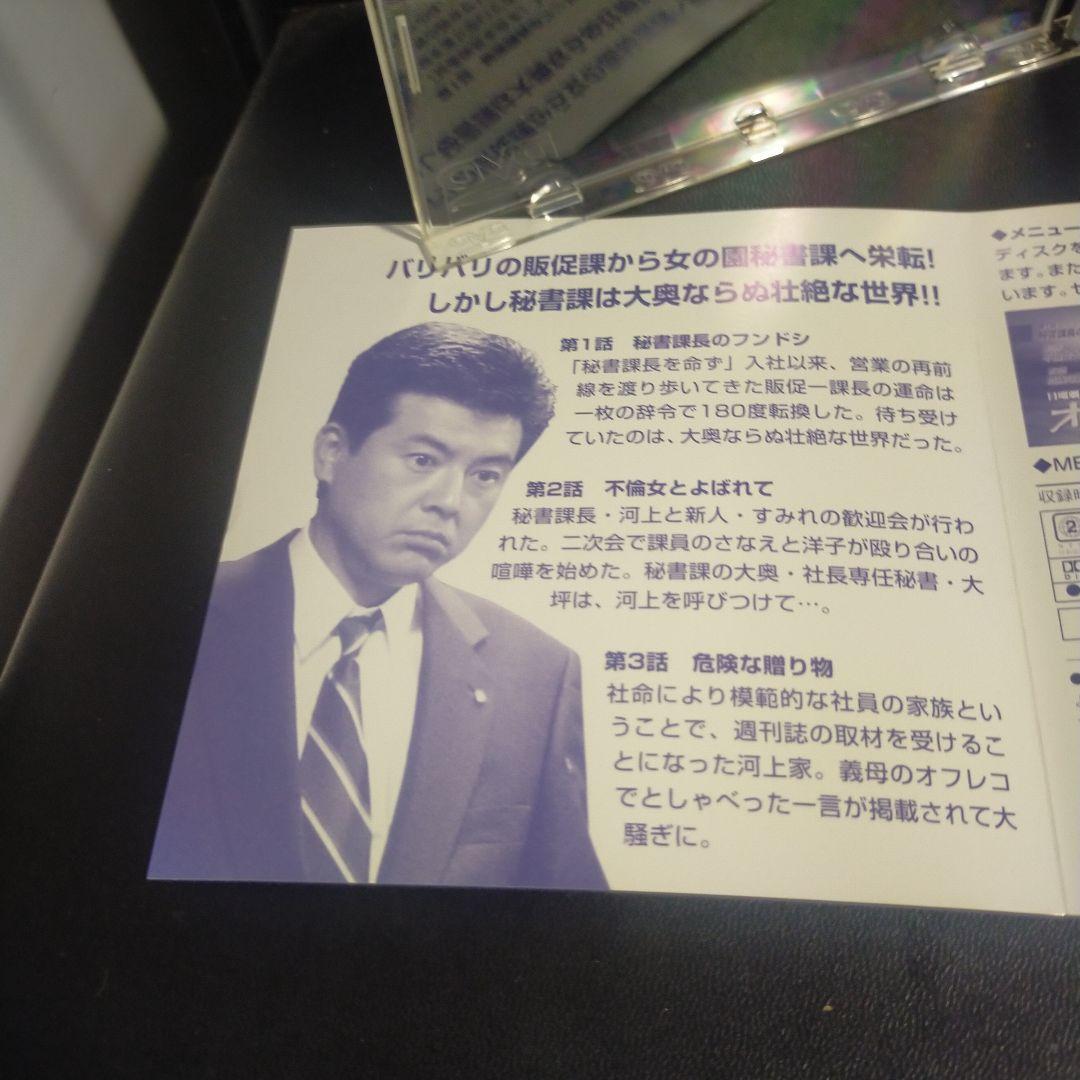 バリバリの販促課から女の園秘書課へ栄転!
しかし秘書課は大奥ならぬ壮絶な世界!!
第1話 秘書課長のフンドシ
「秘書課長を命ず」入社以来、営業の再前
線を渡り歩いてきた販促一課長の運命は
一枚の辞令で180度転換した。待ち受け
ていたのは、大奥ならぬ壮絶な世界だった。
第2話 不倫女とよばれて
秘書課長・河上と新人・すみれの歓迎会が行わ
れた。二次会で課員のさなえと洋子が殴り合いの
喧嘩を始めた。秘書課の大奥・社長専任秘書・大
坪は、河上を呼びつけて…。
第3話 危険な贈り物
社命により模範的な社員の家族とい
うことで、週刊誌の取材を受けるこ
とになった河上家。義母のオフレコ
でとしゃべった一言が掲載されて大
騒ぎに。
◆メニュー
ディスクを
ます。また
います。セ
◆ME
収録時
2